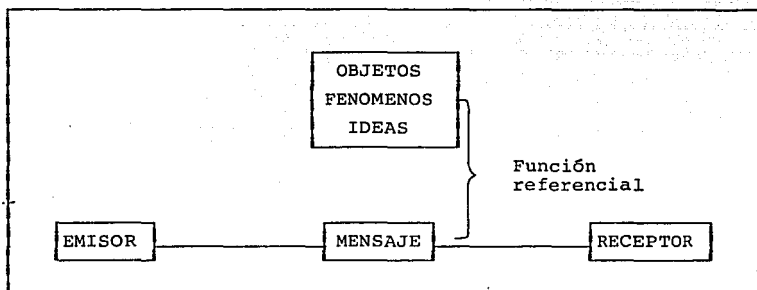 OBJETOS
FENOMENOS
IDEAS
Función
referencial
EMISOR
MENSAJE
RECEPTOR